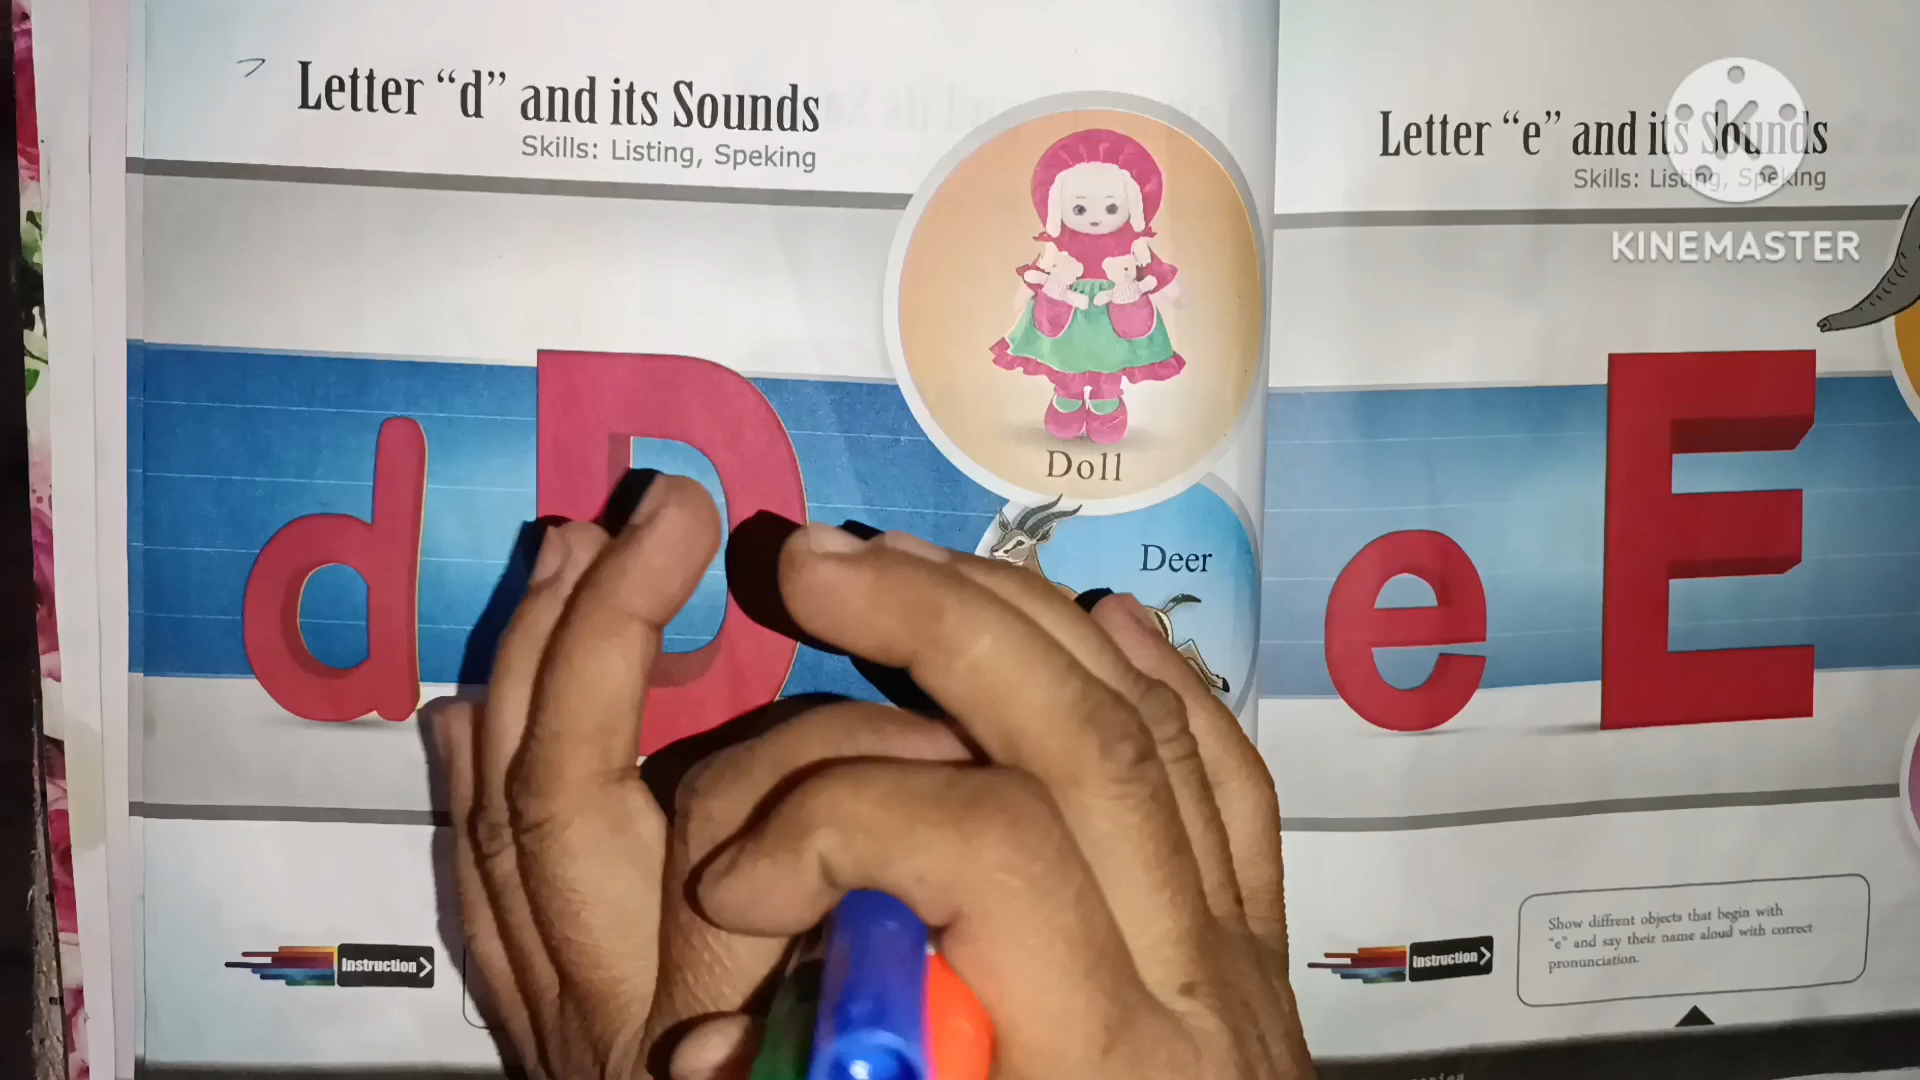 Letter “d” and its Sounds
Skills: Listing, Speking
Doll
Deer
d D
Instruction
Letter “e” and its Sounds
Skills: Listing, Speking
K
KINEMASTER
e E
Instruction
Show diffrent objects that begin with
“e” and say their name aloud with correct
pronunciation.